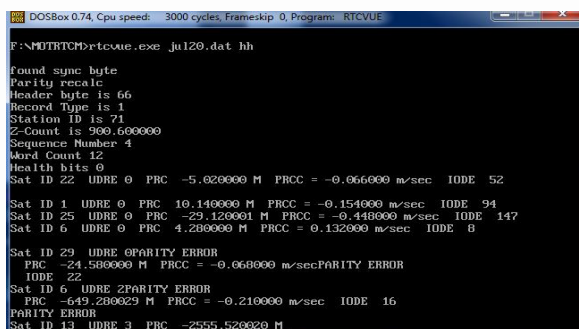 DOSBox 0.74, Cpu speed: 3000 cycles, Frameskip 0, Program: RTCVUE
F:\MOTRTCM>rtcvue.exe jul20.dat hh
found sync byte
Parity recalc
Header byte is 66
Record Type is 1
Station ID is 71
Z-Count is 900.600000
Sequence Number 4
Word Count 12
Health bits 0
Sat ID 22 UDRE 0 PRC -5.020000 M PRCC = -0.066000 m/sec IODE 52
Sat ID 1 UDRE 0 PRC 10.140000 M PRCC = -0.154000 m/sec IODE 94
Sat ID 25 UDRE 0 PRC -29.120001 M PRCC = -0.448000 m/sec IODE 147
Sat ID 6 UDRE 0 PRC 4.280000 M PRCC = 0.132000 m/sec IODE 8
Sat ID 29 UDRE 0PARITY ERROR
PRC -24.580000 M PRCC = -0.068000 m/secPARITY ERROR
IODE 22
Sat ID 6 UDRE 2PARITY ERROR
PRC -649.280029 M PRCC = -0.210000 m/sec IODE 16
PARITY ERROR
Sat ID 13 UDRE 3 PRC -2555.520020 M